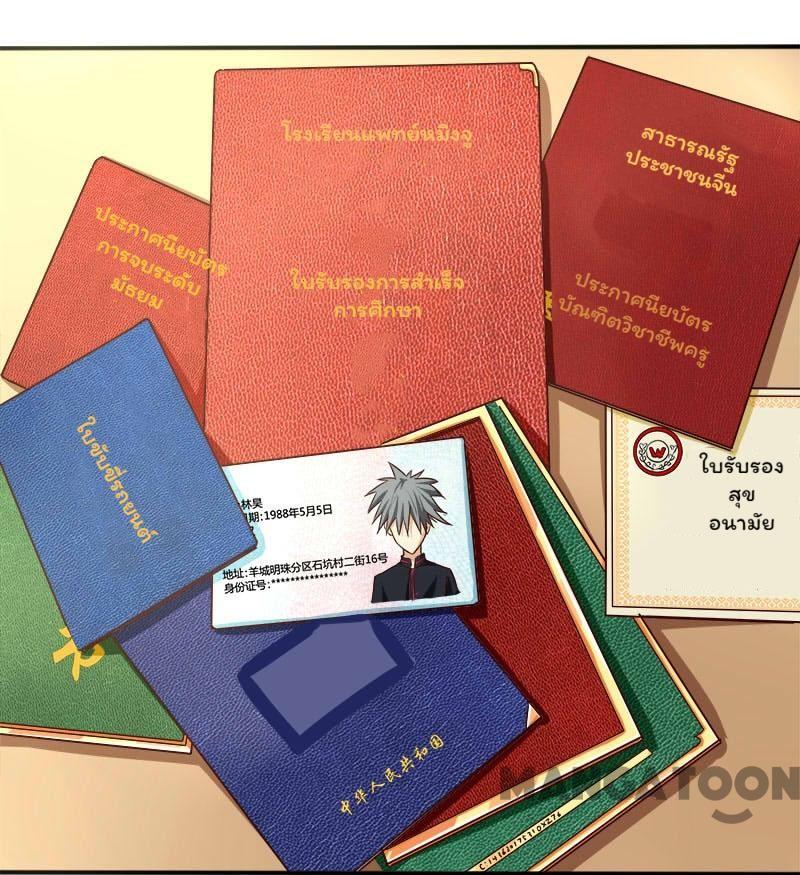 โรงเรียนแพทย์หมิงจู
ใบรับรองการสำเร็จ
การศึกษา
สาธารณรัฐ
ประชาชนจีน
ประกาศนียบัตร
บัณฑิตวิชาชีพครู
ประกาศนียบัตร
การจบระดับ
มัธยม
ใบขับขี่รถยนต์
林昊
期:1988年5月5日
地址:羊城明珠分区石坑村二街16号
身份证号:****************
W
ใบรับรอง
สุข
อนามัย
中华人民共和国
MANGATOON